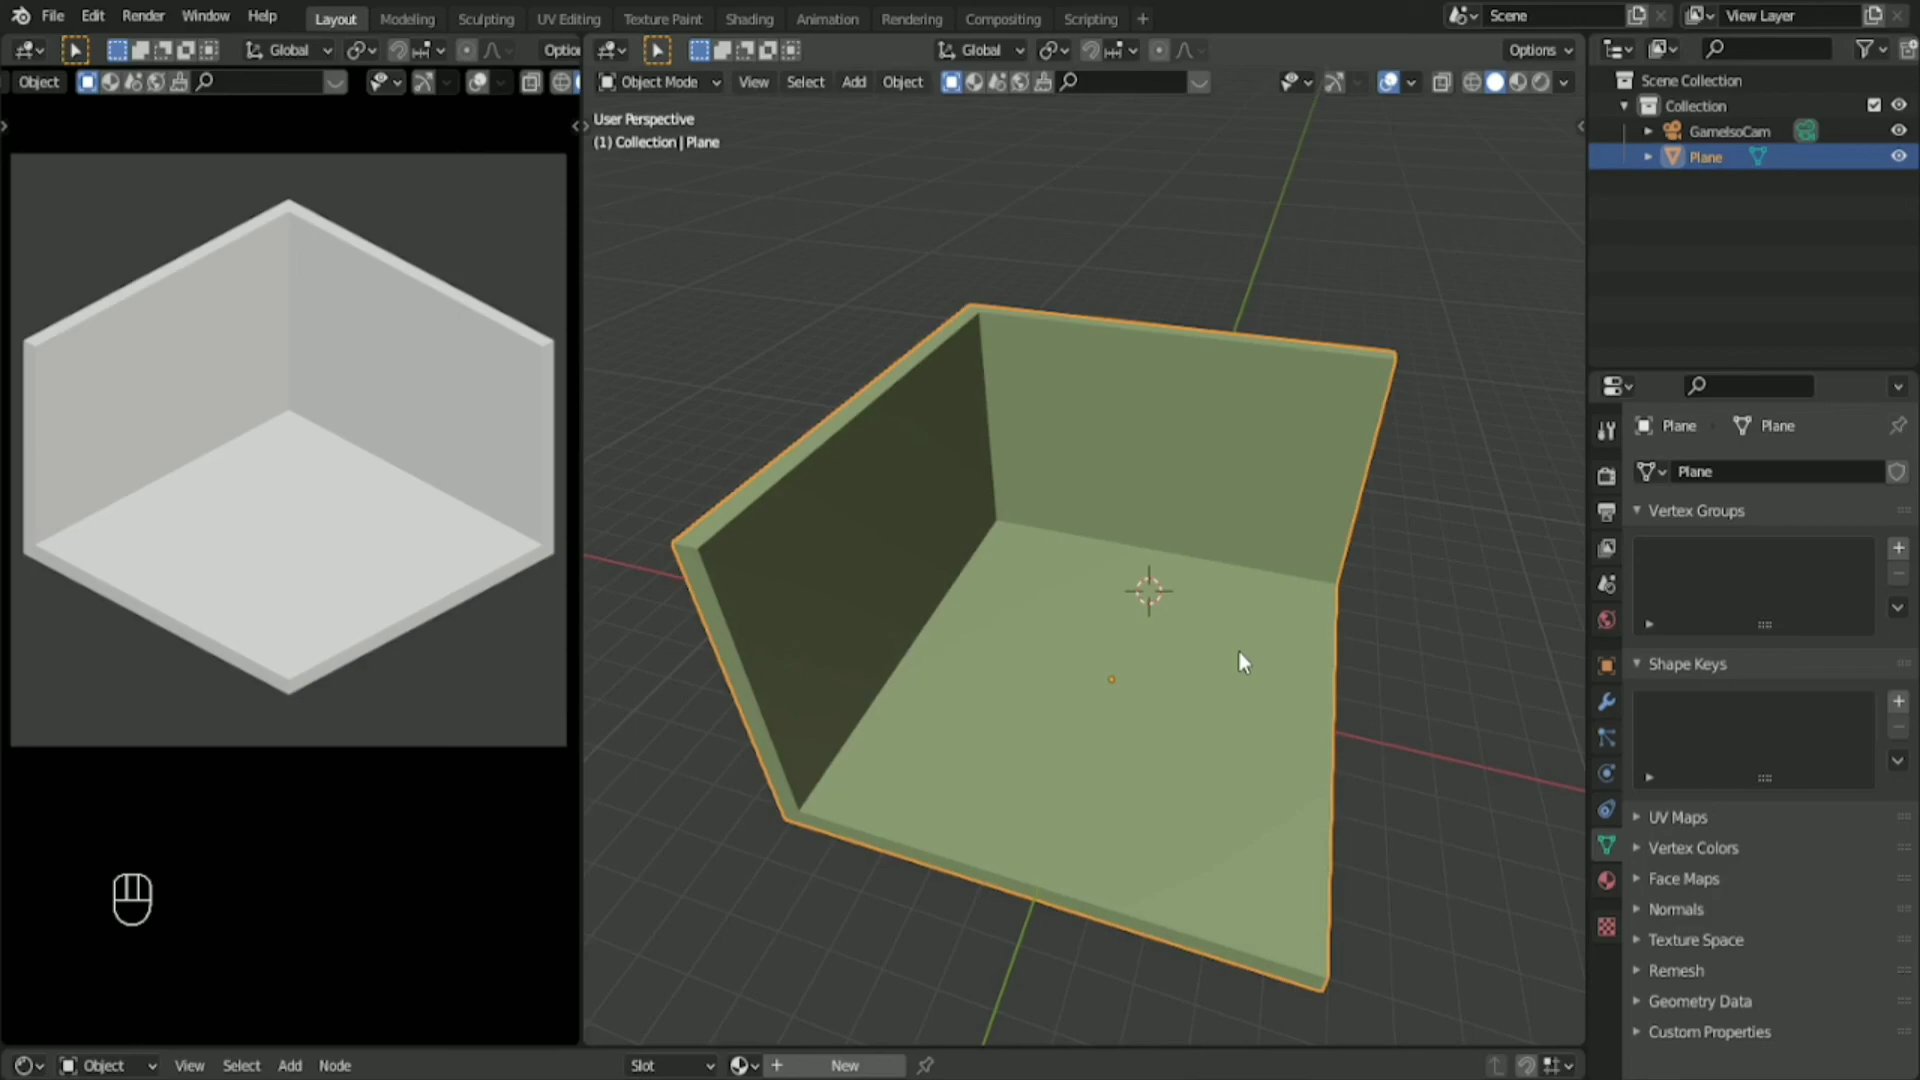 File Edit Render Window Help Layout Modeling Sculpting UV Editing Texture Paint Shading Animation Rendering Compositing Scripting + Scene View Layer
Global Optio Global Options
Object Object Mode View Select Add Object
User Perspective
(1) Collection | Plane
Scene Collection
Collection
GameIsoCam
Plane
Plane Plane
Plane
Vertex Groups
Shape Keys
UV Maps
Vertex Colors
Face Maps
Normals
Texture Space
Remesh
Geometry Data
Custom Properties
Object View Select Add Node Slot New